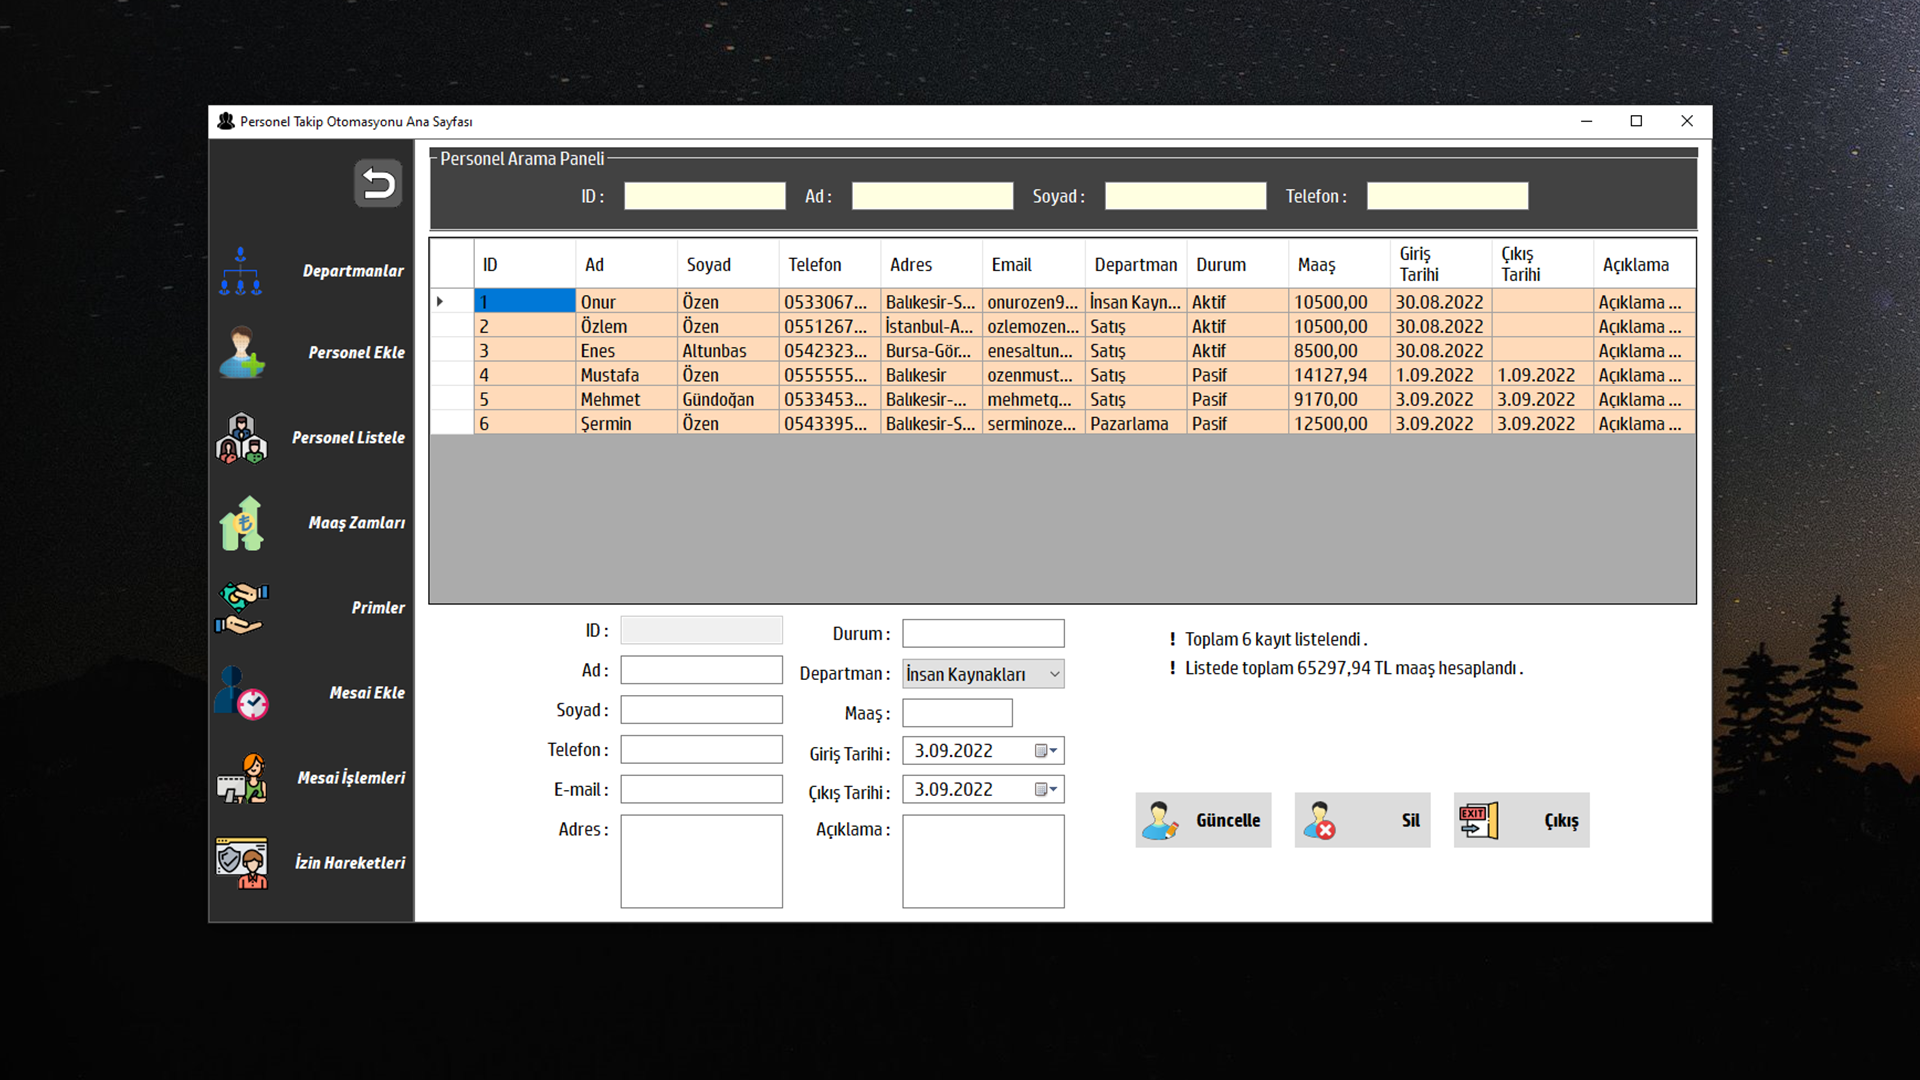 Personel Takip Otomasyonu Ana Sayfası
Departmanlar
Personel Ekle
Personel Listele
Maaş Zamları
Primler
Mesai Ekle
Mesai İşlemleri
İzin Hareketleri
Personel Arama Paneli
ID : Ad : Soyad : Telefon :
ID Ad Soyad Telefon Adres Email Departman Durum Maaş Giriş Tarihi Çıkış Tarihi Açıklama
1 Onur Özen 0533067... Balıkesir-S... onurozen9... İnsan Kayn... Aktif 10500,00 30.08.2022 Açıklama ...
2 Özlem Özen 0551267... İstanbul-A... ozlemozen... Satış Aktif 10500,00 30.08.2022 Açıklama ...
3 Enes Altunbas 0542323... Bursa-Gör... enesaltun... Satış Aktif 8500,00 30.08.2022 Açıklama ...
4 Mustafa Özen 0555555... Balıkesir ozenmust... Satış Pasif 14127,94 1.09.2022 1.09.2022 Açıklama ...
5 Mehmet Gündoğan 0533453... Balıkesir-... mehmetg... Satış Pasif 9170,00 3.09.2022 3.09.2022 Açıklama ...
6 Şermin Özen 0543395... Balıkesir-S... serminoze... Pazarlama Pasif 12500,00 3.09.2022 3.09.2022 Açıklama ...
ID :
Ad :
Soyad :
Telefon :
E-mail :
Adres :
Durum :
Departman : İnsan Kaynakları
Maaş :
Giriş Tarihi : 3.09.2022
Çıkış Tarihi : 3.09.2022
Açıklama :
! Toplam 6 kayıt listelendi .
! Listede toplam 65297,94 TL maaş hesaplandı .
Güncelle
Sil
EXIT
Çıkış